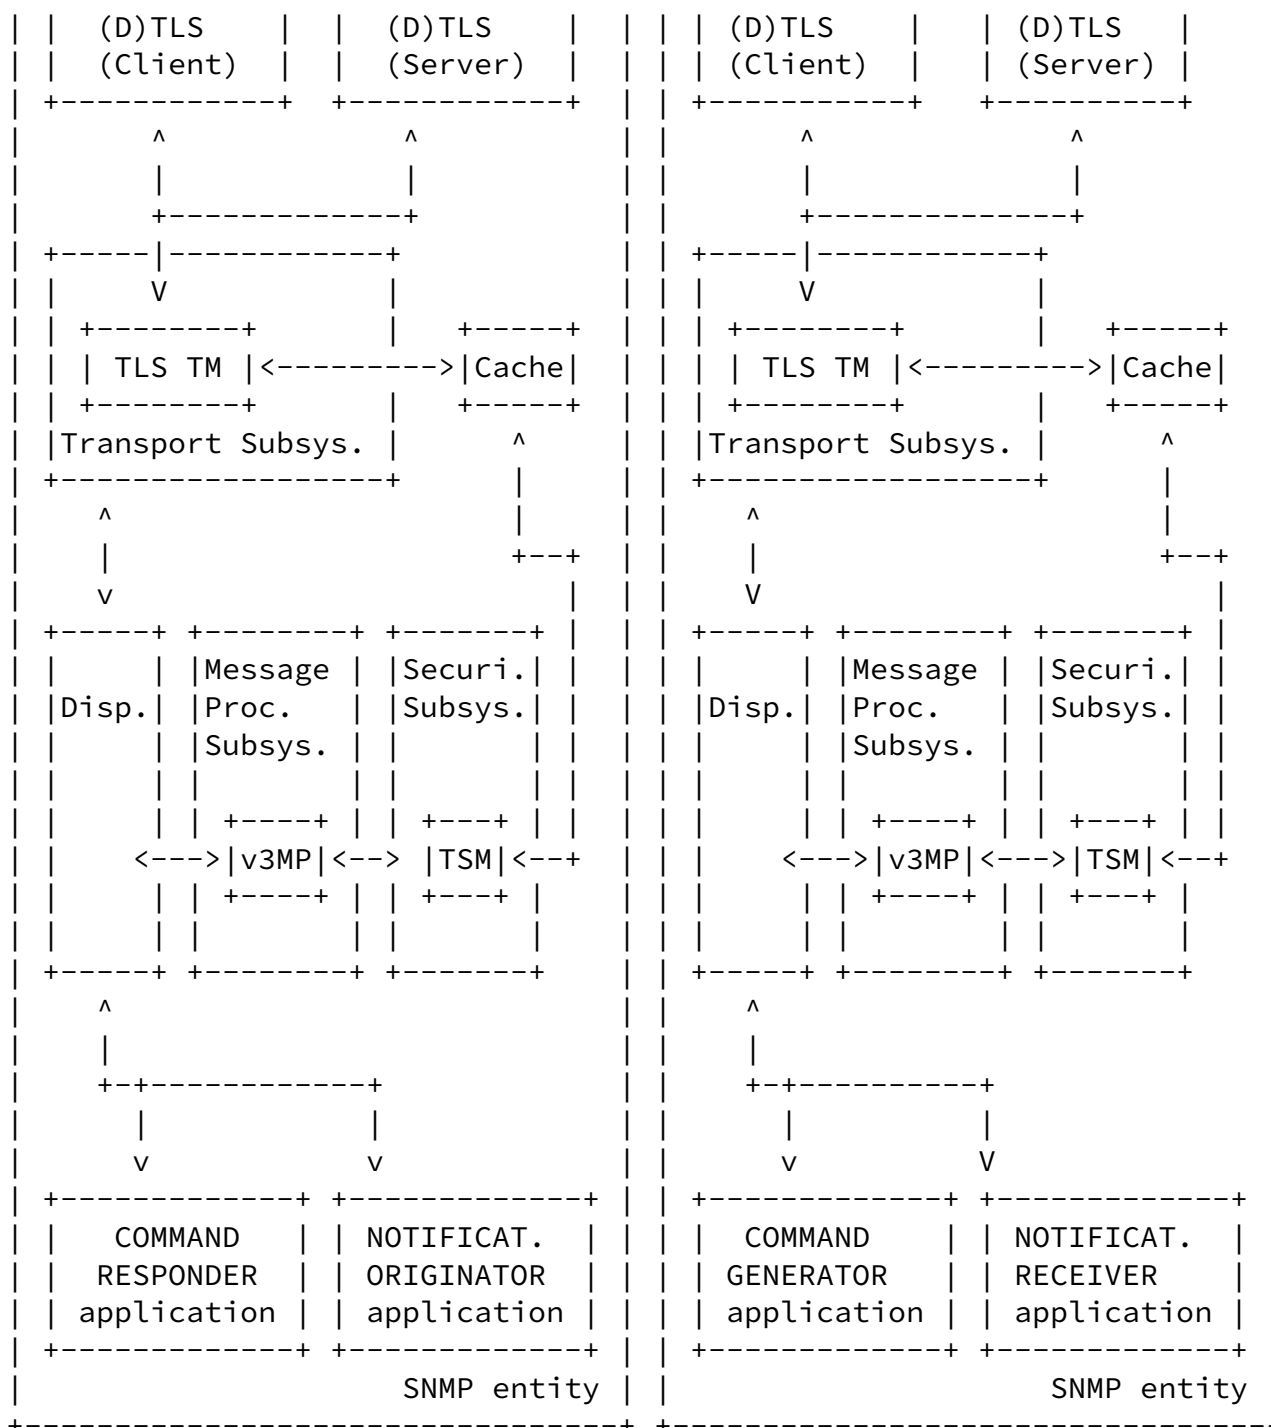 (D)TLS (D)TLS (D)TLS (D)TLS
(Client) (Server) (Client) (Server)
TLS TM Cache TLS TM Cache
Transport Subsys. Transport Subsys.
Message Securi. Message Securi.
Disp. Proc. Subsys. Disp. Proc. Subsys.
Subsys. Subsys.
v3MP TSM v3MP TSM
COMMAND NOTIFICAT. COMMAND NOTIFICAT.
RESPONDER ORIGINATOR GENERATOR RECEIVER
application application application application
SNMP entity SNMP entity